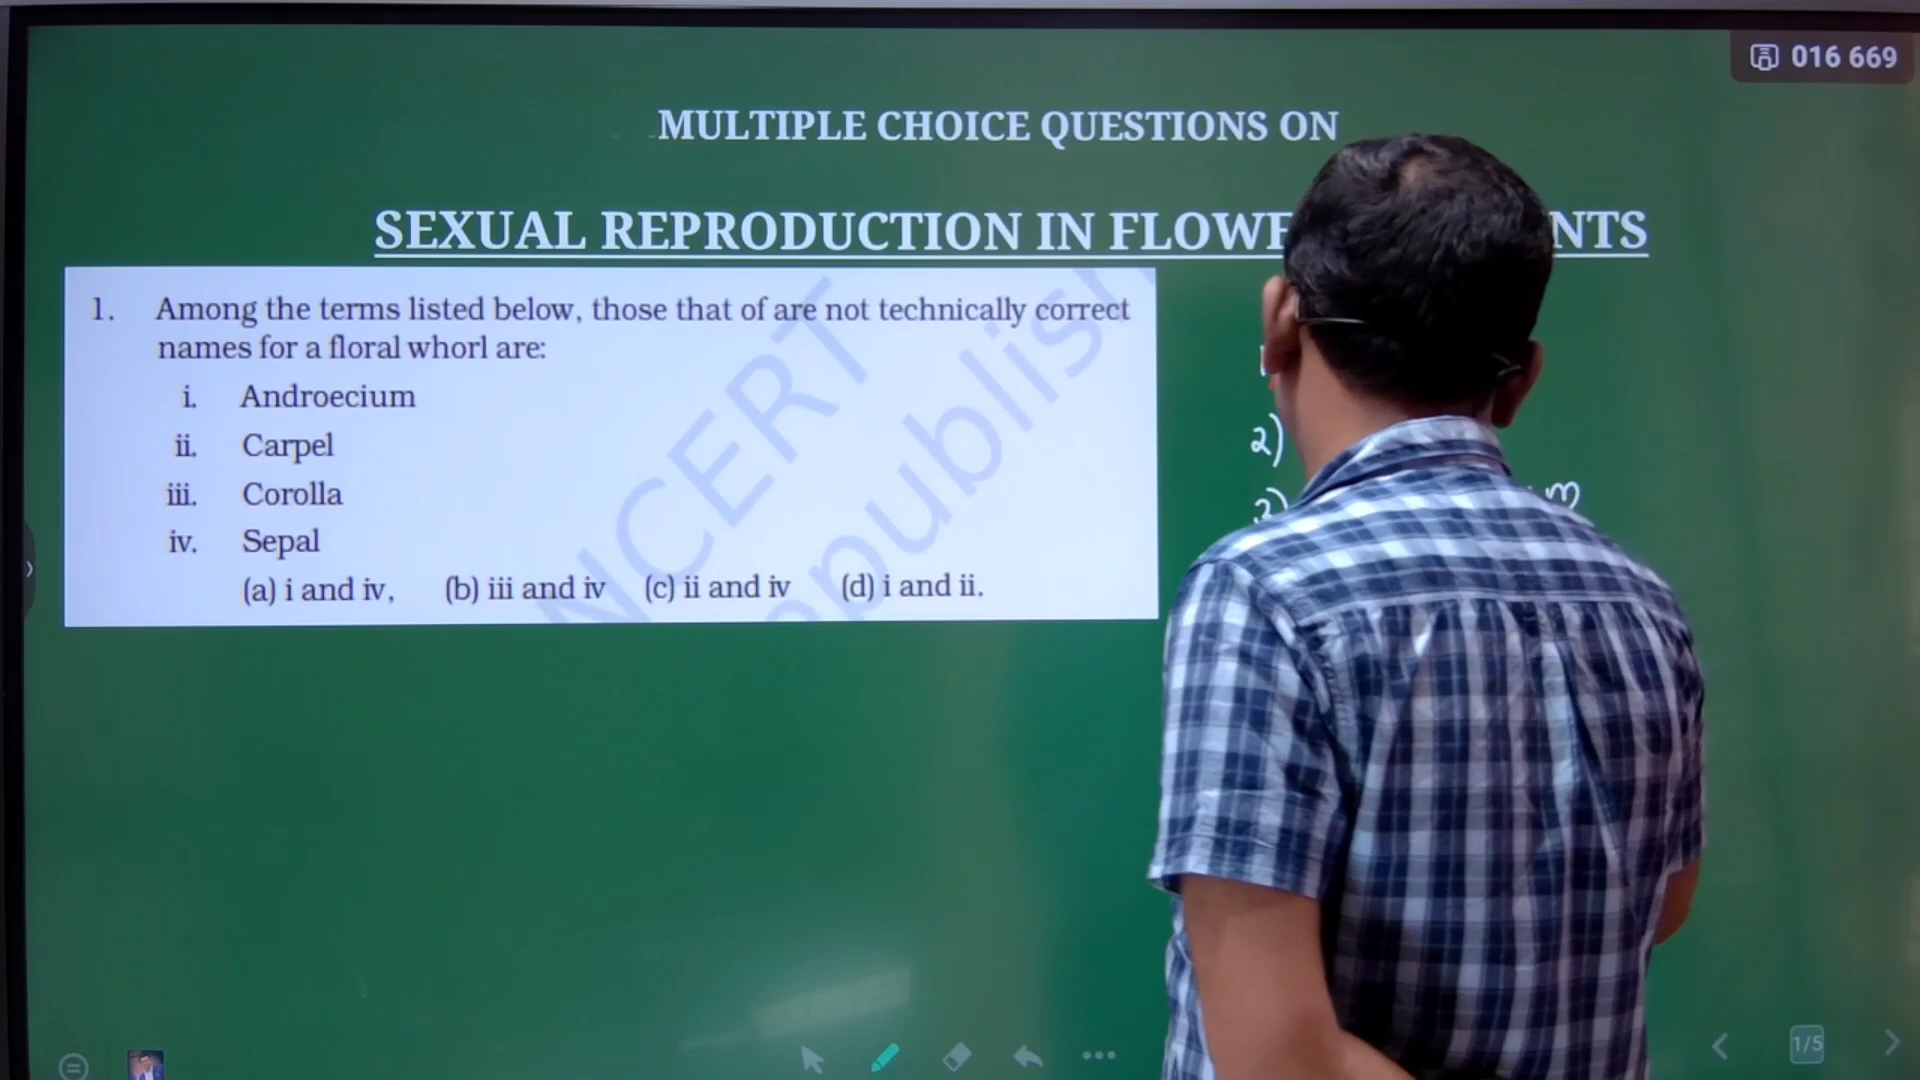 016 669
MULTIPLE CHOICE QUESTIONS ON
SEXUAL REPRODUCTION IN
1. Among the terms listed below, those that of are not technically correct
names for a floral whorl are:
i. Androecium
ii. Carpel
iii. Corolla
iv. Sepal
(a) i and iv, (b) iii and iv (c) ii and iv (d) i and ii.
NCERT
2)
3)
1/5